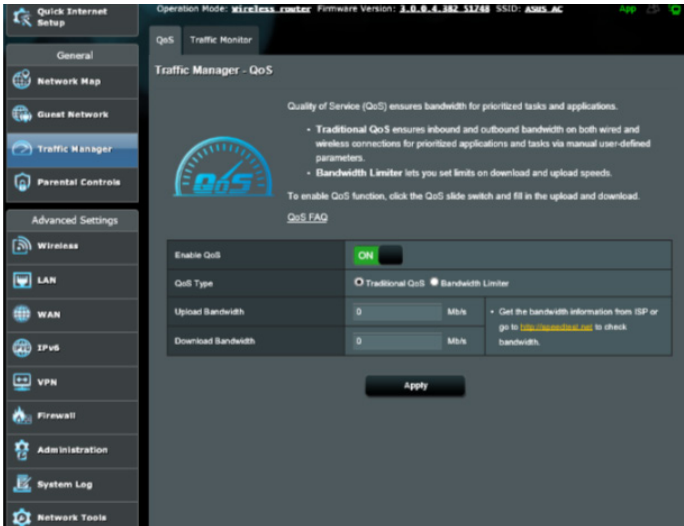 Quick Internet
Setup
Operation Mode: Wireless router Firmware Version: 3.0.0.4.382_51748 SSID: ASUS_AC
App
QoS Traffic Monitor
General
Network Map
Guest Network
Traffic Manager
Parental Controls
Advanced Settings
Wireless
LAN
WAN
IPv6
VPN
Firewall
Administration
System Log
Network Tools
Traffic Manager - QoS
QoS
Quality of Service (QoS) ensures bandwidth for prioritized tasks and applications.
• Traditional QoS ensures inbound and outbound bandwidth on both wired and
wireless connections for prioritized applications and tasks via manual user-defined
parameters.
• Bandwidth Limiter lets you set limits on download and upload speeds.
To enable QoS function, click the QoS slide switch and fill in the upload and download.
QoS FAQ
Enable QoS ON
QoS Type Traditional QoS Bandwidth Limiter
Upload Bandwidth 0 Mb/s
Download Bandwidth 0 Mb/s
• Get the bandwidth information from ISP or
go to http://speedtest.net to check
bandwidth.
Apply